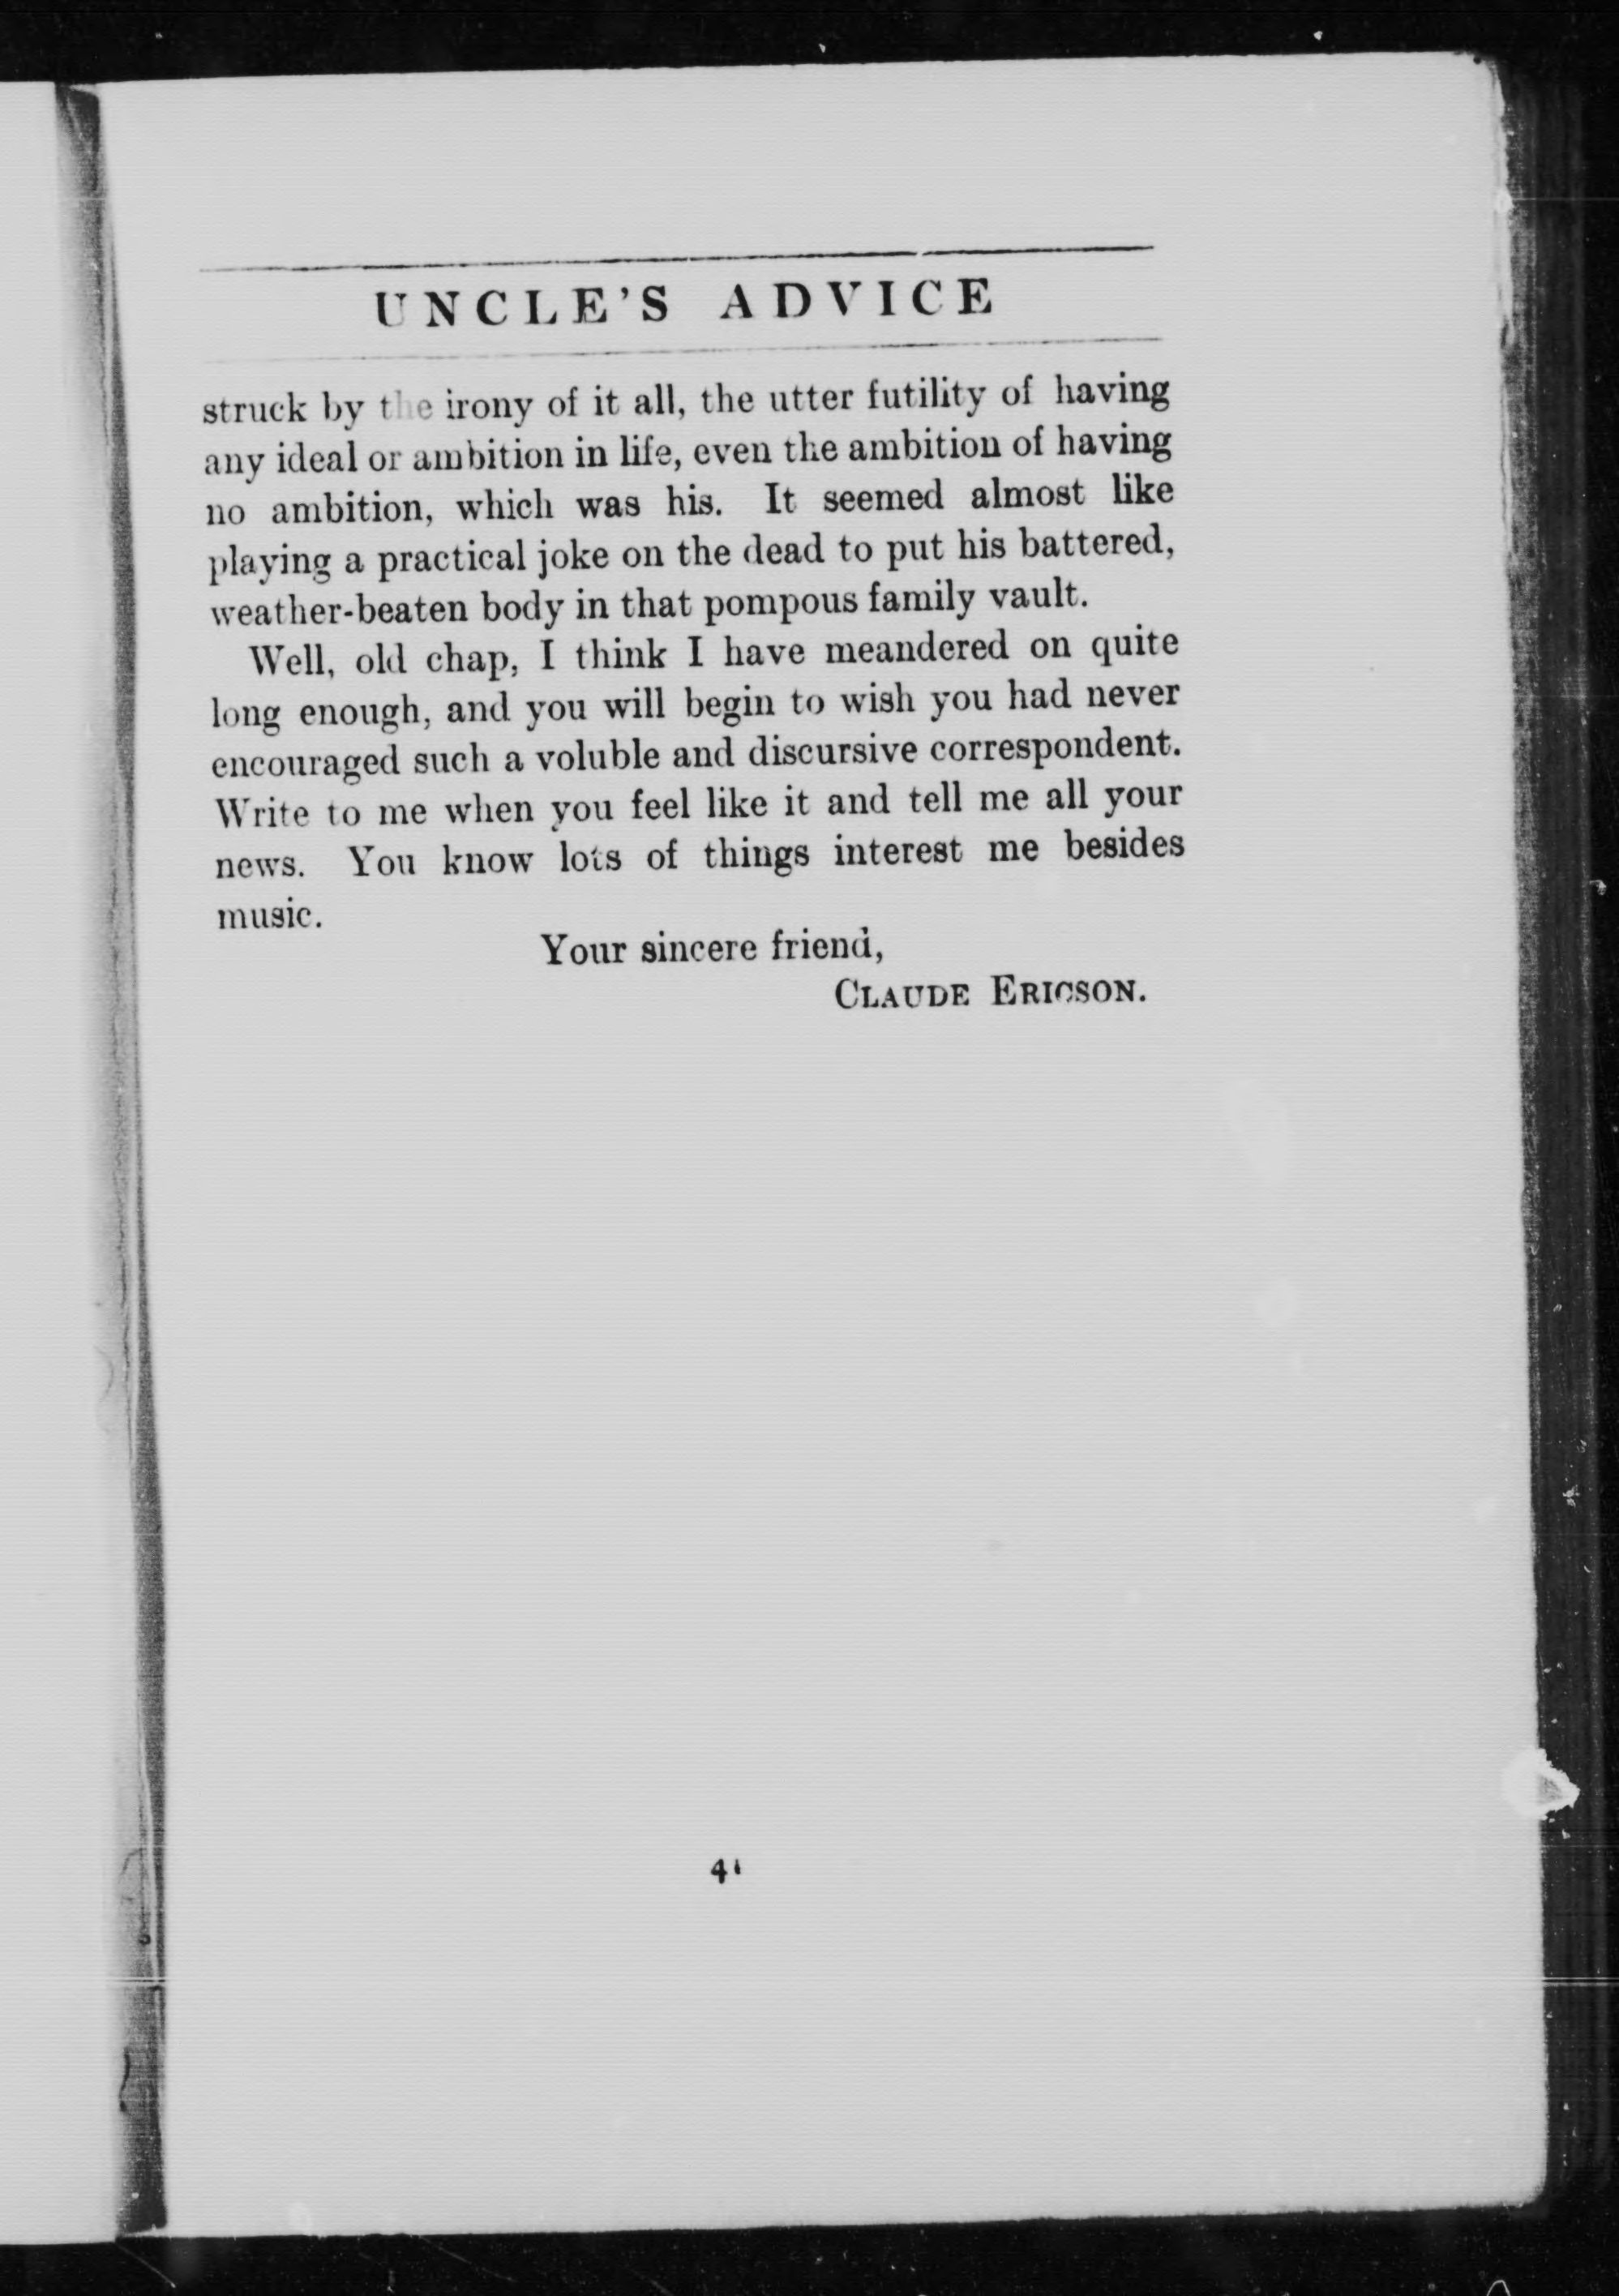 UNCLE'S ADVICE
struck by the irony of it all, the utter futility of having
any ideal or ambition in life, even the ambition of having
no ambition, which was his. It seemed almost like
playing a practical joke on the dead to put his battered,
weather-beaten body in that pompous family vault.
Well, old chap, I think I have meandered on quite
long enough, and you will begin to wish you had never
encouraged such a voluble and discursive correspondent.
Write to me when you feel like it and tell me all your
news. You know lots of things interest me besides
music.
Your sincere friend,
CLAUDE ERICSON.
41